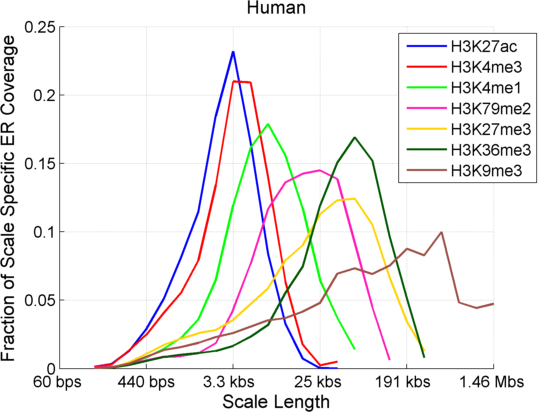 Human
Fraction of Scale Specific ER Coverage
0.25
0.2
0.15
0.1
0.05
0
H3K27ac
H3K4me3
H3K4me1
H3K79me2
H3K27me3
H3K36me3
H3K9me3
60 bps 440 bps 3.3 kbs 25 kbs 191 kbs 1.46 Mbs
Scale Length